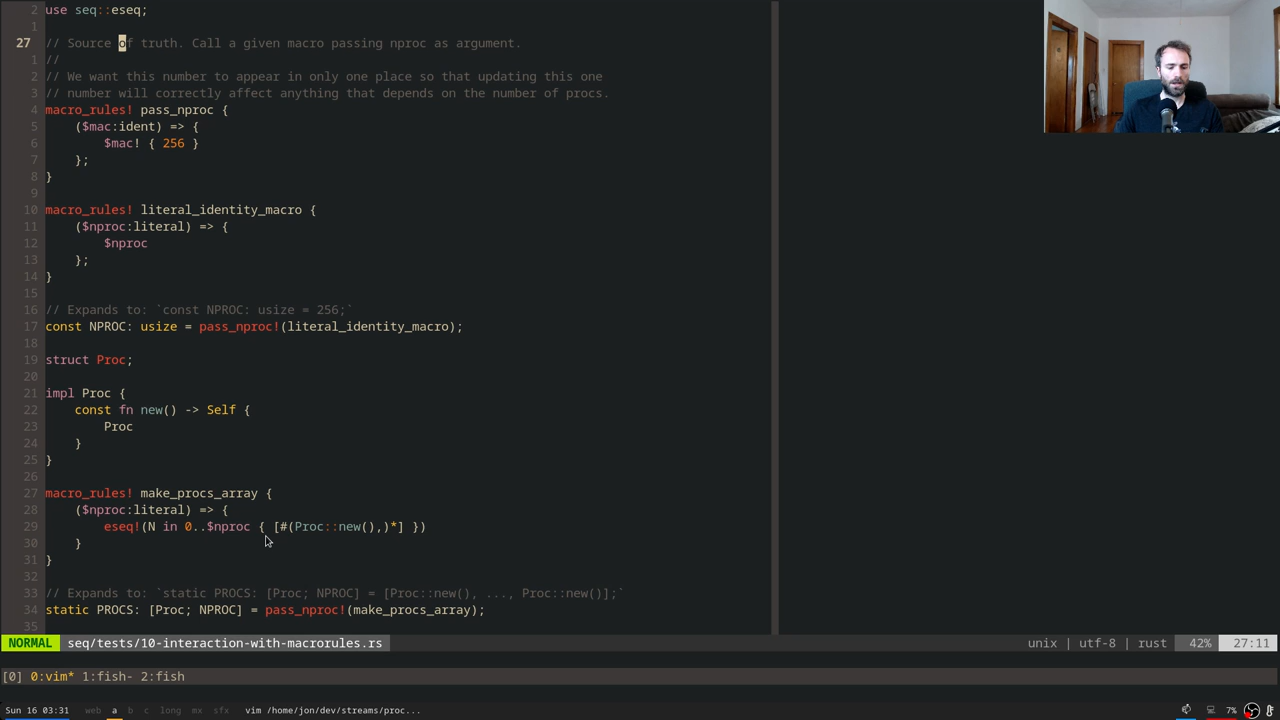 2 use seq::eseq;
1
27 // Source of truth. Call a given macro passing nproc as argument.
1 //
2 // We want this number to appear in only one place so that updating this one
3 // number will correctly affect anything that depends on the number of procs.
4 macro_rules! pass_nproc {
5     ($mac:ident) => {
6         $mac! { 256 }
7     };
8 }
9
10 macro_rules! literal_identity_macro {
11     ($nproc:literal) => {
12         $nproc
13     };
14 }
15
16 // Expands to: `const NPROC: usize = 256;`
17 const NPROC: usize = pass_nproc!(literal_identity_macro);
18
19 struct Proc;
20
21 impl Proc {
22     const fn new() -> Self {
23         Proc
24     }
25 }
26
27 macro_rules! make_procs_array {
28     ($nproc:literal) => {
29         eseq!(N in 0..$nproc { [#(Proc::new(),)*] })
30     }
31 }
32
33 // Expands to: `static PROCS: [Proc; NPROC] = [Proc::new(), ..., Proc::new()];`
34 static PROCS: [Proc; NPROC] = pass_nproc!(make_procs_array);
35
NORMAL seq/tests/10-interaction-with-macrorules.rs unix | utf-8 | rust 42% 27:11
[0] 0:vim* 1:fish- 2:fish
Sun 16 03:31 web a b c long mx sfx vim /home/jon/dev/streams/proc... 7%